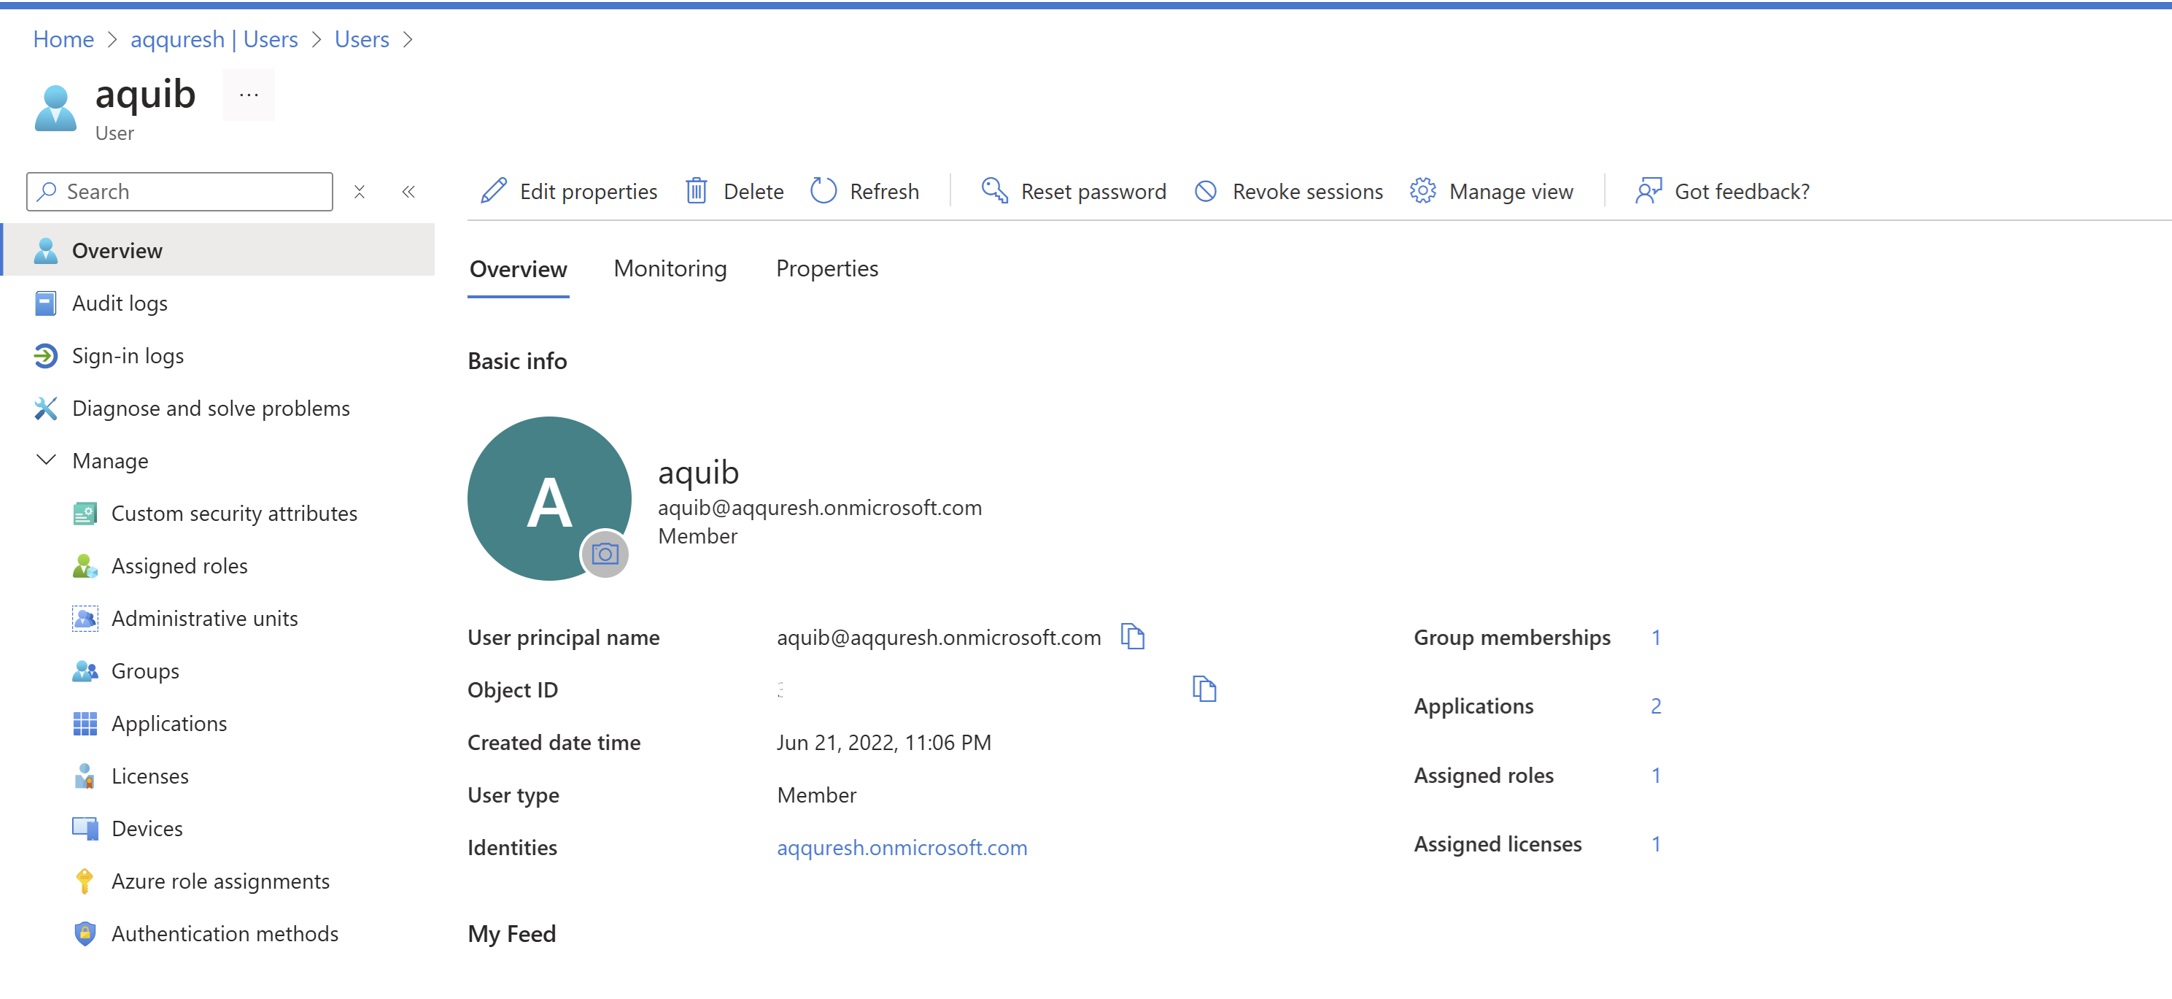 Home > aqquresh | Users > Users >
aquib
...
User
Search
Edit properties Delete Refresh Reset password Revoke sessions Manage view Got feedback?
Overview
Audit logs
Sign-in logs
Diagnose and solve problems
Manage
Custom security attributes
Assigned roles
Administrative units
Groups
Applications
Licenses
Devices
Azure role assignments
Authentication methods
Overview Monitoring Properties
Basic info
A
aquib
aquib@aqquresh.onmicrosoft.com
Member
User principal name aquib@aqquresh.onmicrosoft.com
Object ID
Created date time Jun 21, 2022, 11:06 PM
User type Member
Identities aqquresh.onmicrosoft.com
Group memberships 1
Applications 2
Assigned roles 1
Assigned licenses 1
My Feed